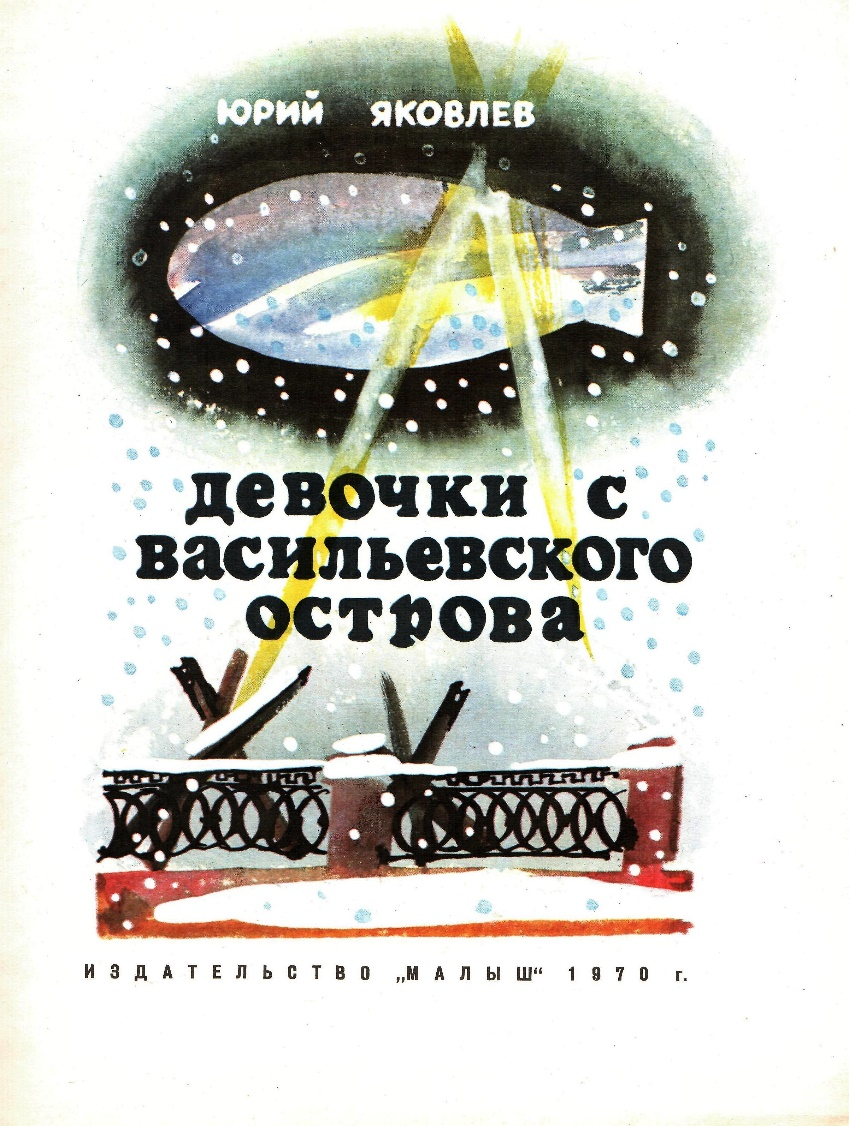 ЮРИЙ ЯКОВЛЕВ
ДЕВОЧКИ С
ВАСИЛЬЕВСКОГО
ОСТРОВА
ИЗДАТЕЛЬСТВО „МАЛЫШ“ 1970 г.